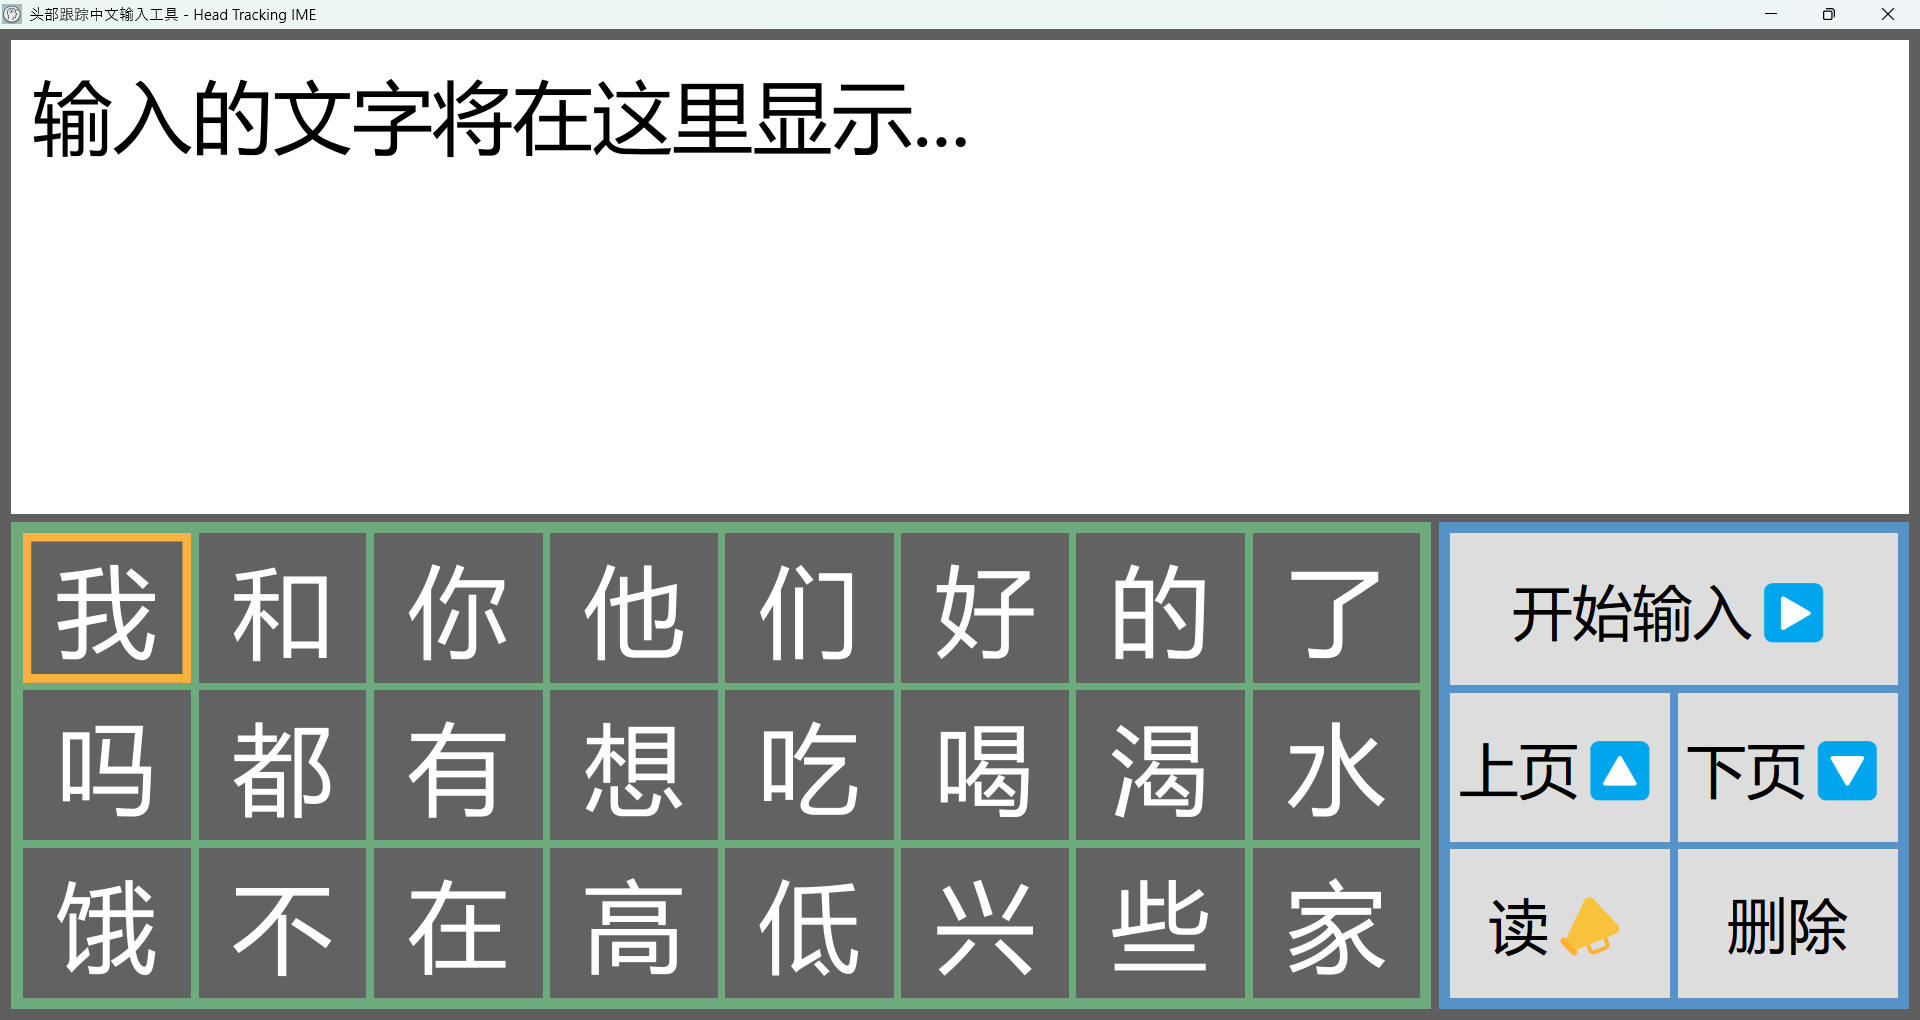 头部跟踪中文输入工具 - Head Tracking IME
输入的文字将在这里显示...
我 和 你 他 们 好 的 了
吗 都 有 想 吃 喝 渴 水
饿 不 在 高 低 兴 些 家
开始输入
上页 下页
读 删除